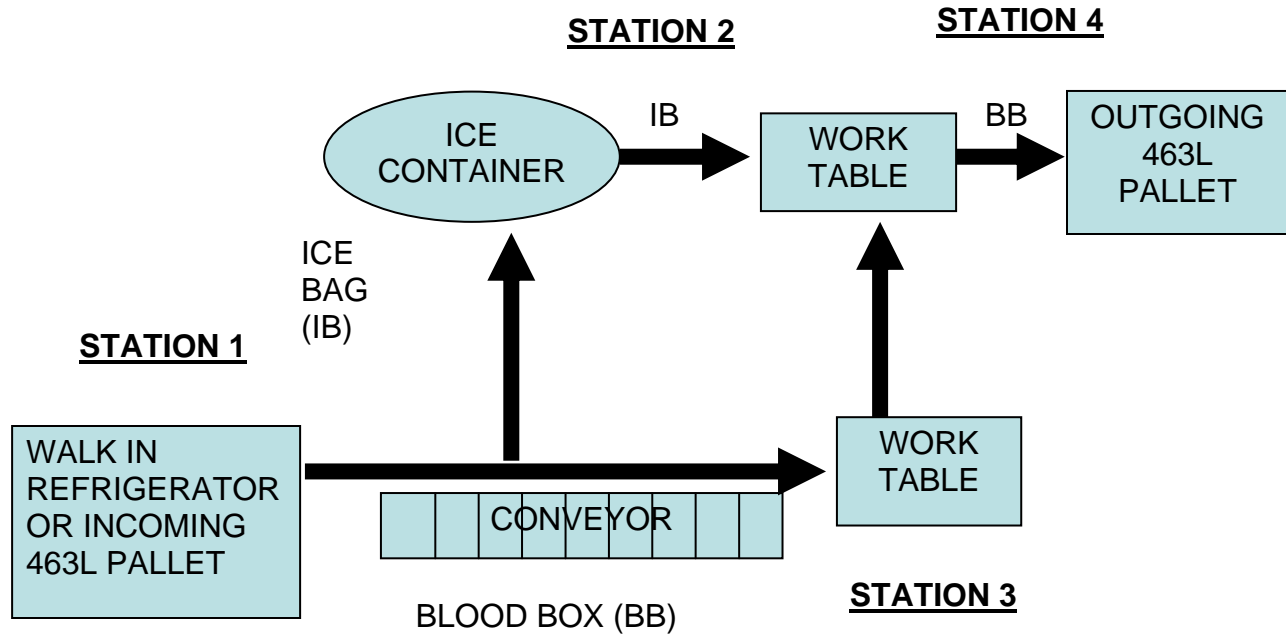 STATION 2
STATION 4
ICE
CONTAINER
IB
WORK
TABLE
BB
OUTGOING
463L
PALLET
ICE
BAG
(IB)
STATION 1
WALK IN
REFRIGERATOR
OR INCOMING
463L PALLET
CONVEYOR
WORK
TABLE
BLOOD BOX (BB)
STATION 3